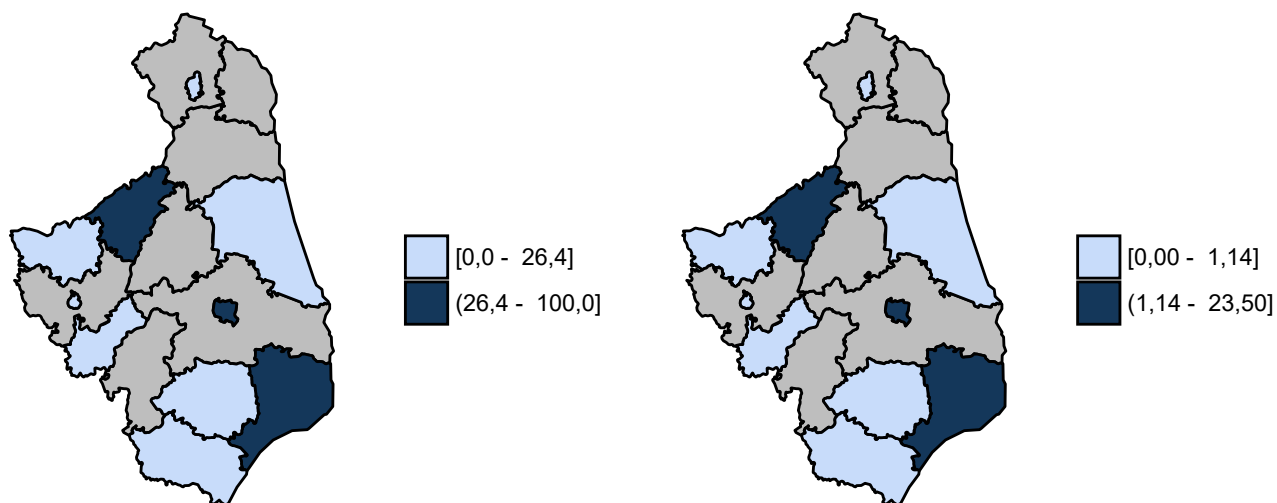 [0,0 - 26,4]
(26,4 - 100,0]
[0,00 - 1,14]
(1,14 - 23,50]